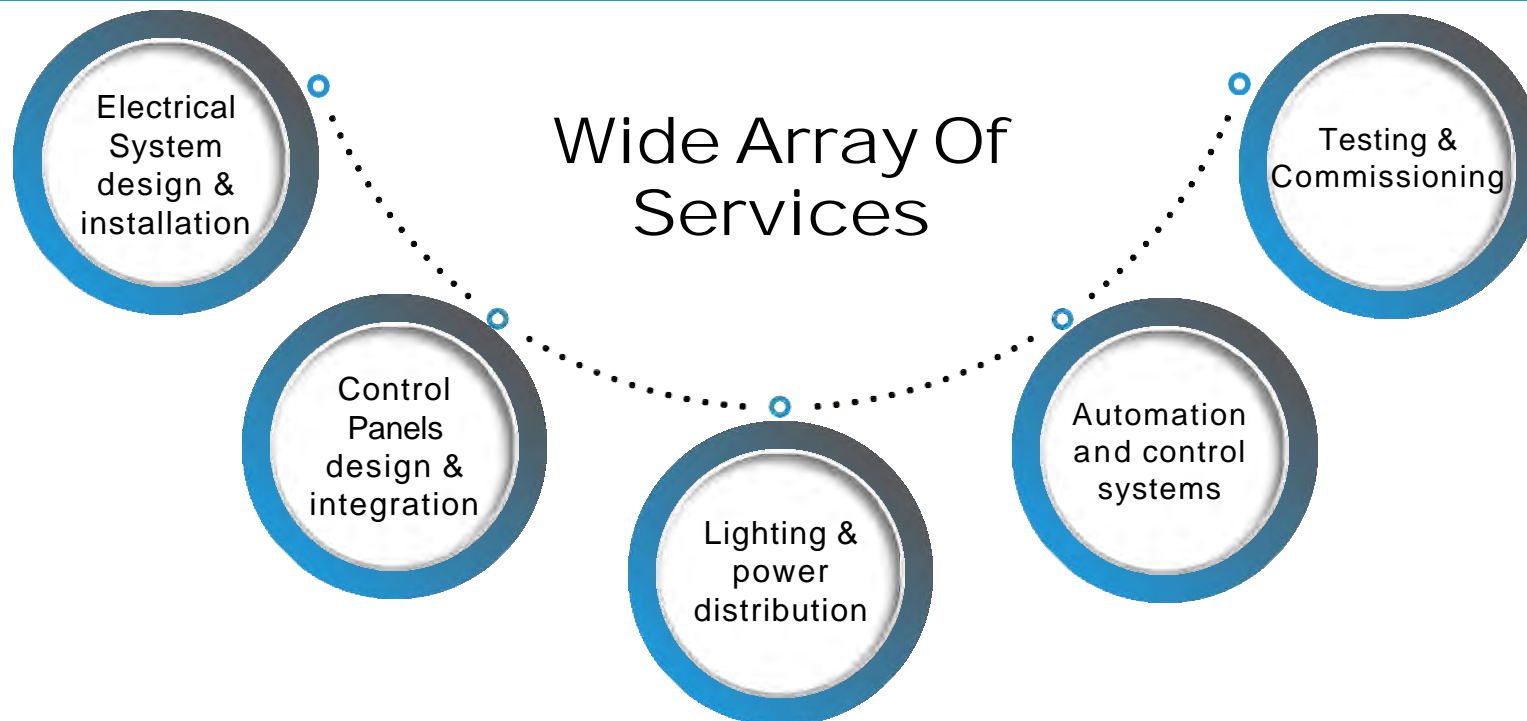 Wide Array Of
Services
Electrical
System
design &
installation
Control
Panels
design &
integration
Lighting &
power
distribution
Automation
and control
systems
Testing &
Commissioning